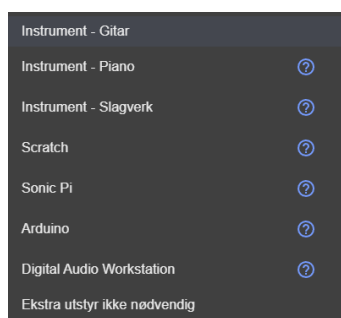 Instrument - Gitar
Instrument - Piano
Instrument - Slagverk
Scratch
Sonic Pi
Arduino
Digital Audio Workstation
Ekstra utstyr ikke nødvendig